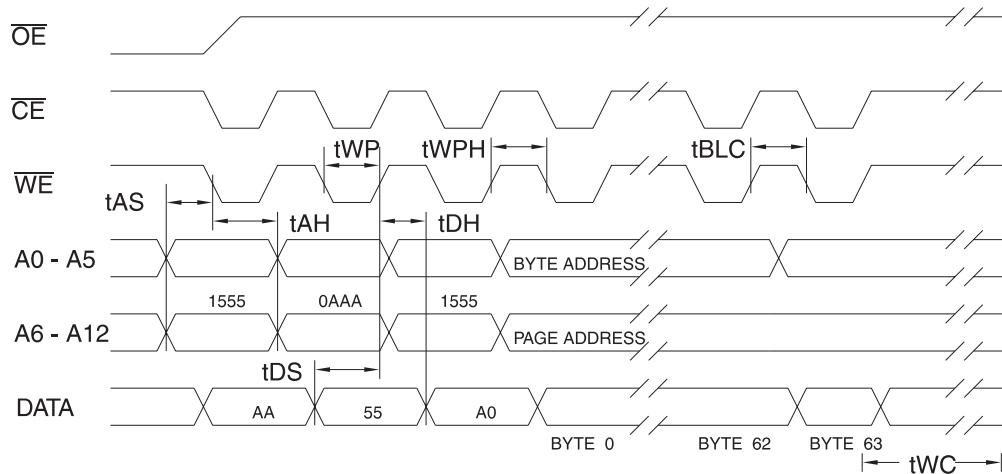 OE
CE
tWP tWPH tBLC
WE
tAS
tAH tDH
A0 - A5 BYTE ADDRESS
1555 0AAA 1555
A6 - A12 PAGE ADDRESS
tDS
DATA AA 55 A0
BYTE 0 BYTE 62 BYTE 63
tWC